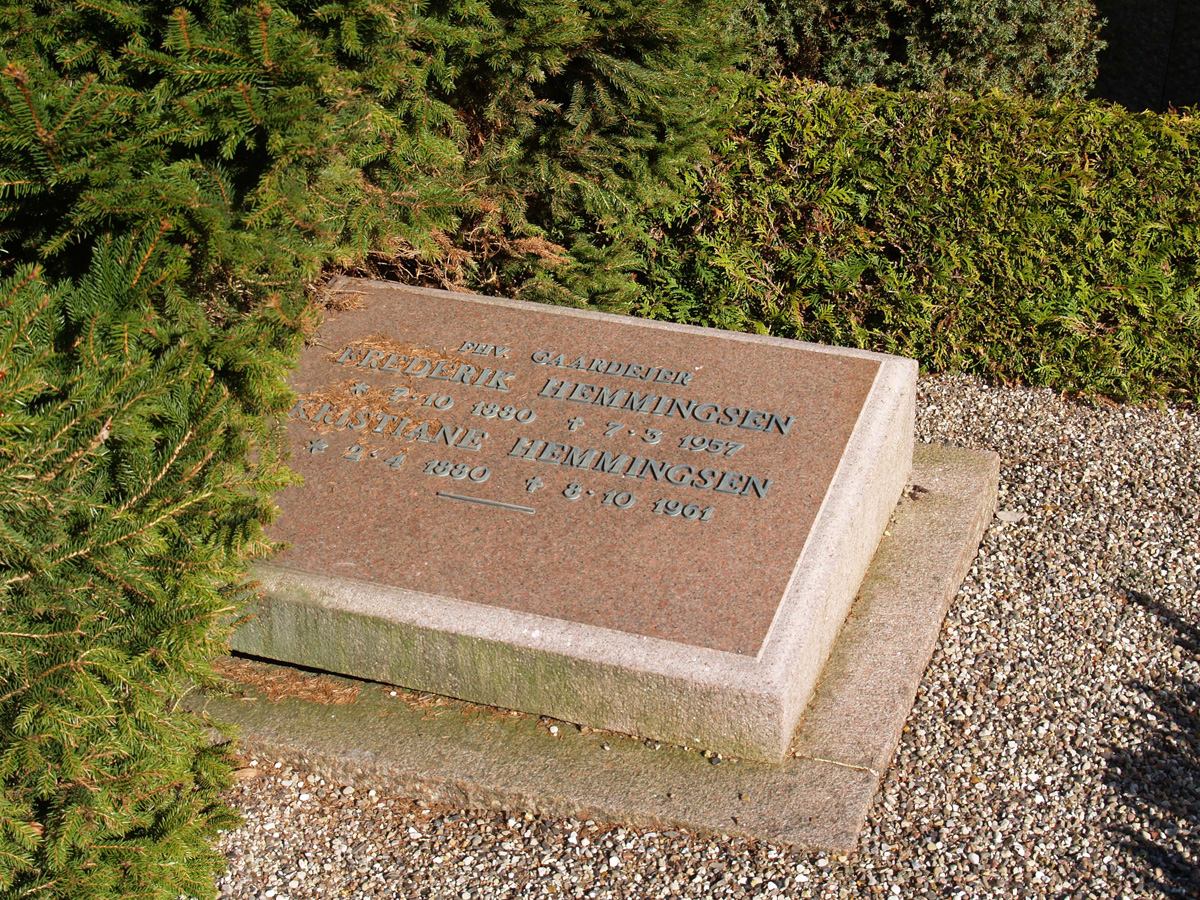 FHV. GAARDEJER
FREDERIK HEMMINGSEN
* 7·10 1880 † 7·3 1957
KRISTIANE HEMMINGSEN
* 2·4 1880 † 8·10 1961